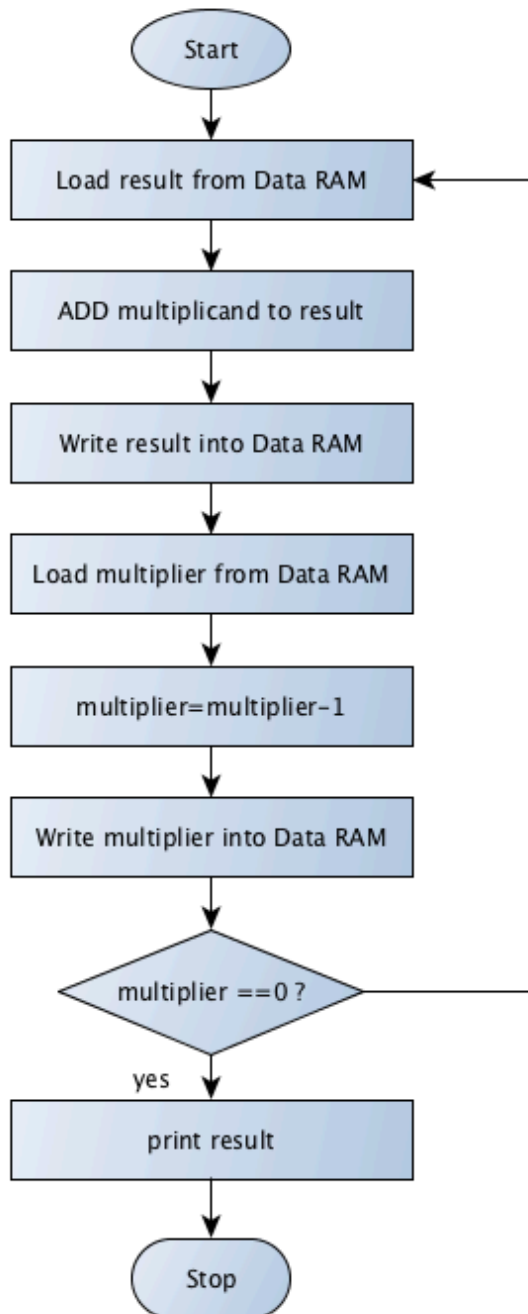 Start
Load result from Data RAM
ADD multiplicand to result
Write result into Data RAM
Load multiplier from Data RAM
multiplier=multiplier-1
Write multiplier into Data RAM
multiplier ==0 ?
yes
print result
Stop